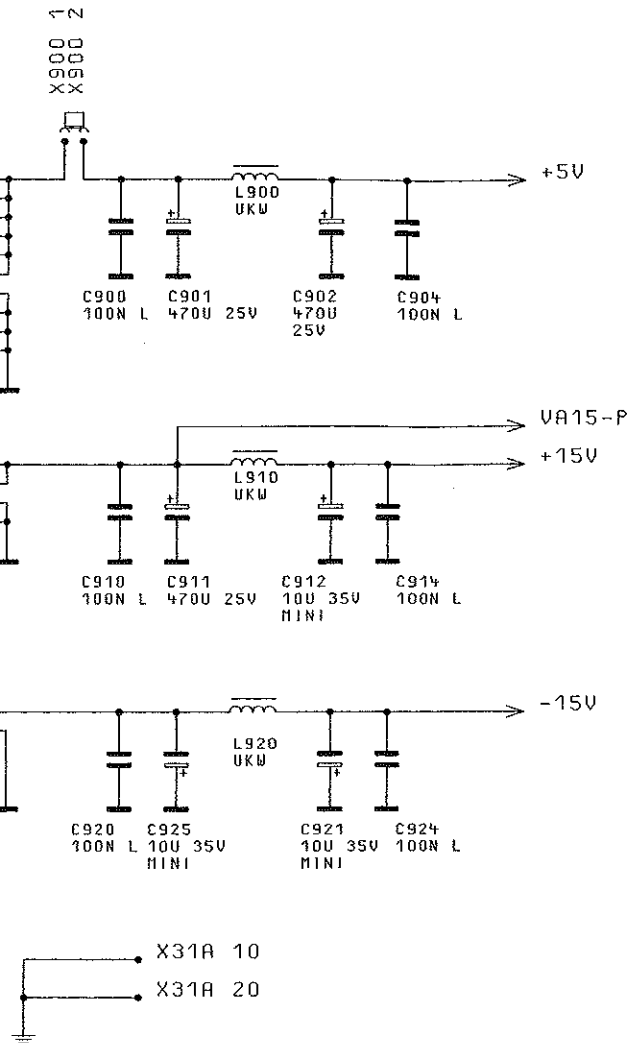 X900 1
X900 2
+5V
L900
UKW
C900
100N L
C901
470U 25V
C902
470U
25V
C904
100N L
VA15-P
+15V
L910
UKW
C910
100N L
C911
470U 25V
C912
10U 35V
MINI
C914
100N L
-15V
L920
UKW
C920
100N L
C925
10U 35V
MINI
C921
10U 35V
MINI
C924
100N L
X31A 10
X31A 20